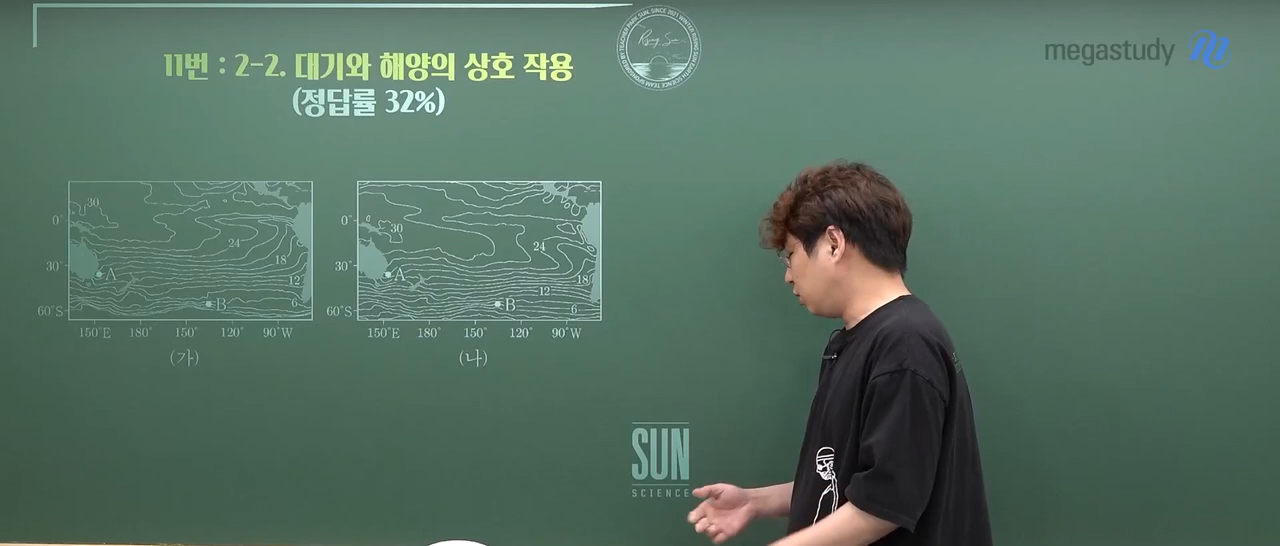 11번 : 2-2. 대기와 해양의 상호 작용
(정답률 32%)
Rising Sun
megastudy
30
0°
24
18
30°
A
12
B
6
60°S
150°E 180° 150° 120° 90°W
(가)
30
0°
24
30°
A
18
12
B
6
60°S
150°E 180° 150° 120° 90°W
(나)
SUN
SCIENCE